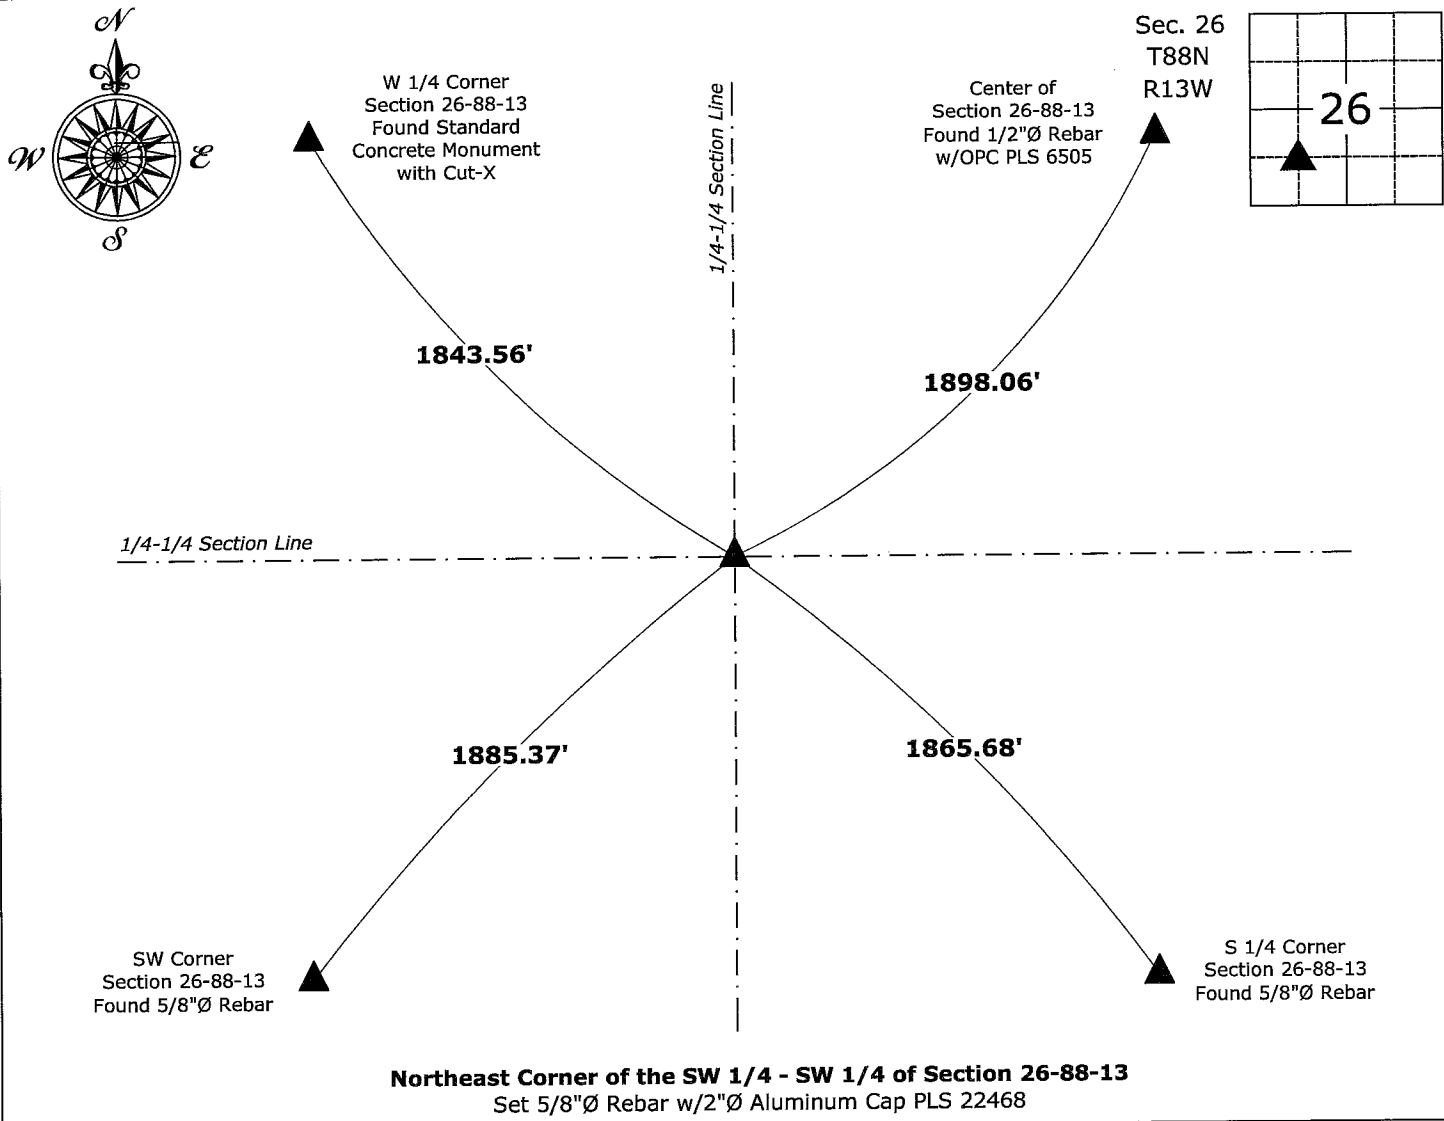 N
W
E
S
W 1/4 Corner
Section 26-88-13
Found Standard
Concrete Monument
with Cut-X
1/4-1/4 Section Line
Center of
Section 26-88-13
Found 1/2"Ø Rebar
w/OPC PLS 6505
Sec. 26
T88N
R13W
26
1843.56'
1898.06'
1/4-1/4 Section Line
1885.37'
1865.68'
SW Corner
Section 26-88-13
Found 5/8"Ø Rebar
S 1/4 Corner
Section 26-88-13
Found 5/8"Ø Rebar
Northeast Corner of the SW 1/4 - SW 1/4 of Section 26-88-13
Set 5/8"Ø Rebar w/2"Ø Aluminum Cap PLS 22468